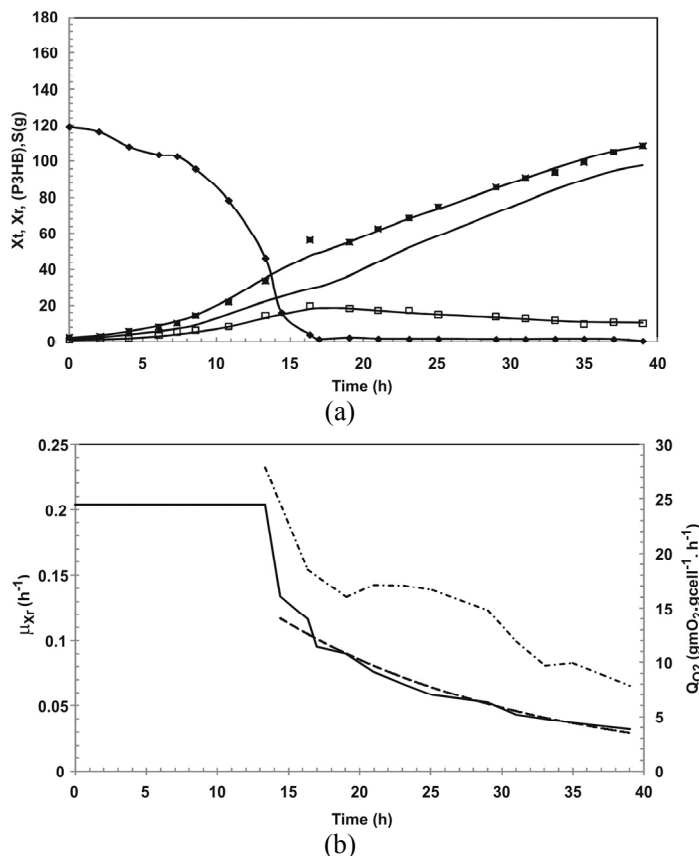 180
160
140
120
100
80
60
40
20
0
Xt, Xr, (P3HB),S(g)
0 5 10 15 20 25 30 35 40
Time (h)
(a)
0.25
0.2
0.15
0.1
0.05
0
μXr (h-1)
30
25
20
15
10
5
0
QO2 (gmO2.gcell-1.h-1)
0 5 10 15 20 25 30 35 40
Time (h)
(b)